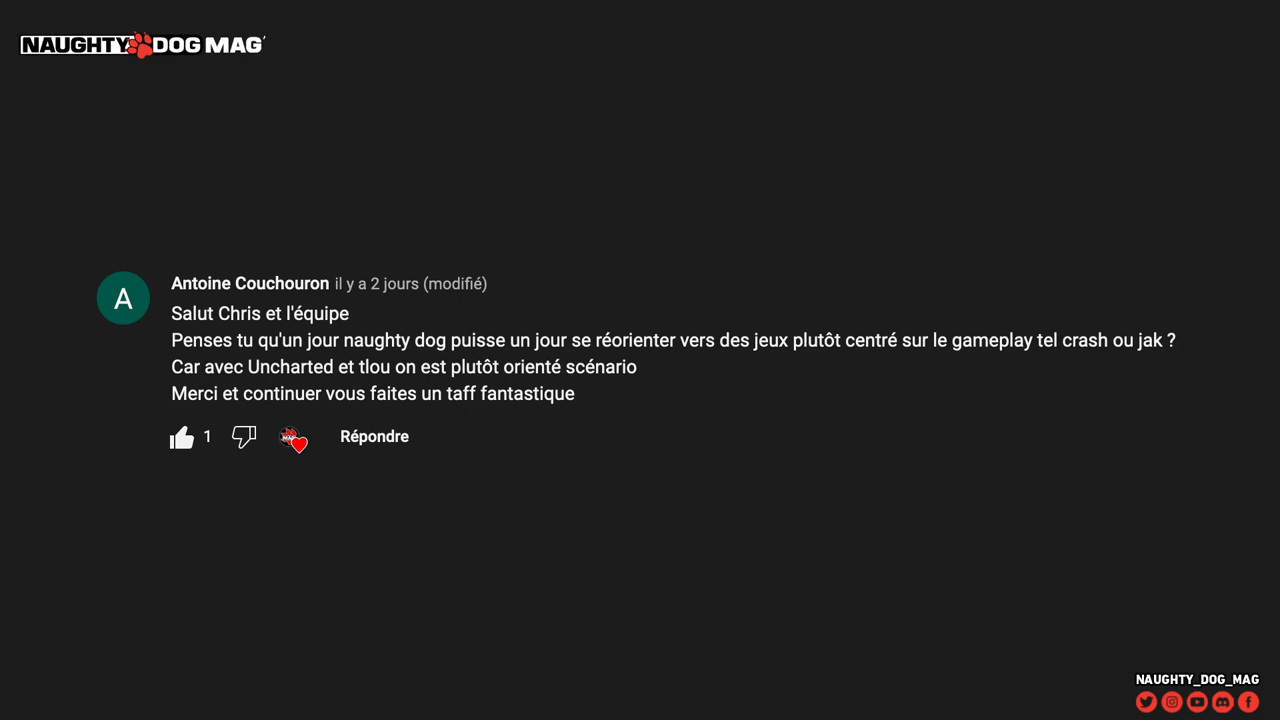 NAUGHTY DOG MAG'
Antoine Couchouron il y a 2 jours (modifié)
Salut Chris et l'équipe
Penses tu qu'un jour naughty dog puisse un jour se réorienter vers des jeux plutôt centré sur le gameplay tel crash ou jak ?
Car avec Uncharted et tlou on est plutôt orienté scénario
Merci et continuer vous faites un taff fantastique
1 Répondre
NAUGHTY_DOG_MAG